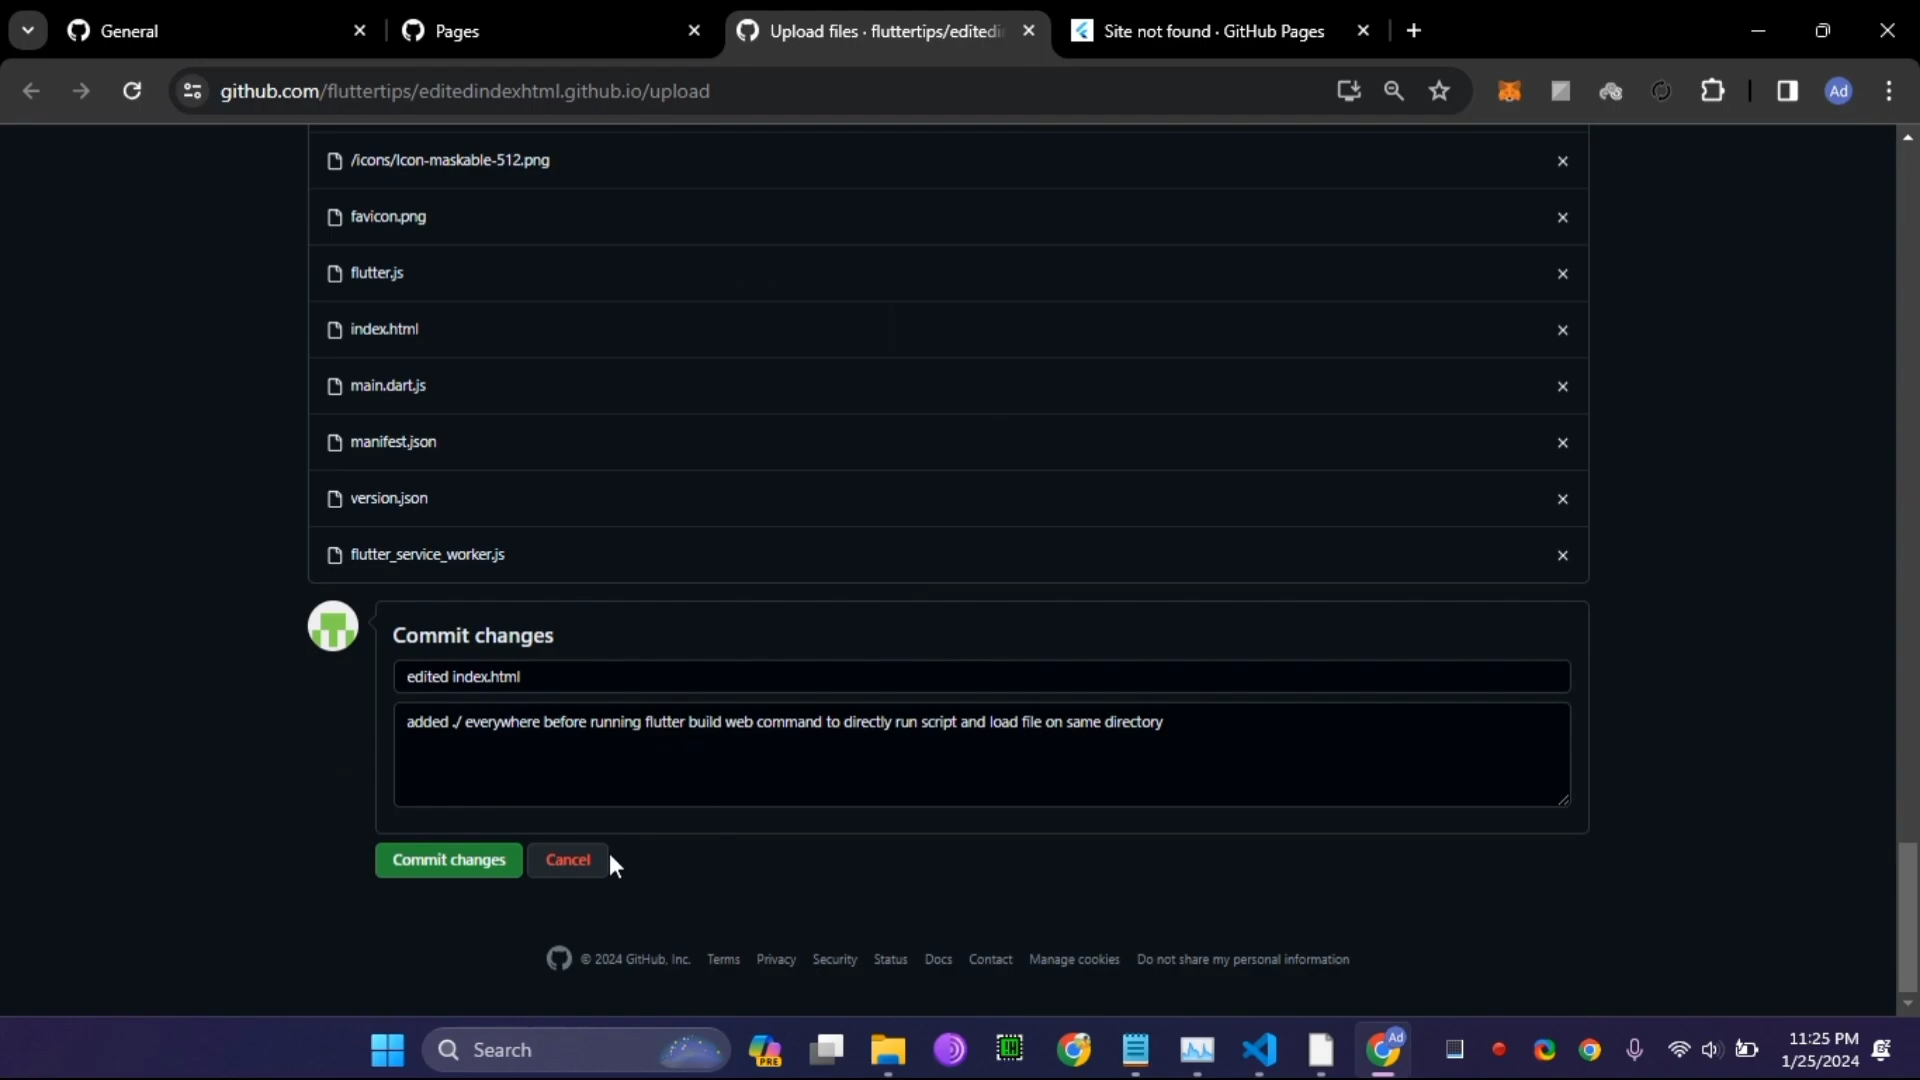 General
Pages
Upload files · fluttertips/editedi
Site not found · GitHub Pages
github.com/fluttertips/editedindexhtml.github.io/upload
Ad
/icons/Icon-maskable-512.png
favicon.png
flutter.js
index.html
main.dart.js
manifest.json
version.json
flutter_service_worker.js
Commit changes
edited index.html
added ./ everywhere before running flutter build web command to directly run script and load file on same directory
Commit changes
Cancel
© 2024 GitHub, Inc.
Terms
Privacy
Security
Status
Docs
Contact
Manage cookies
Do not share my personal information
Search
PRE
Ad
11:25 PM
1/25/2024